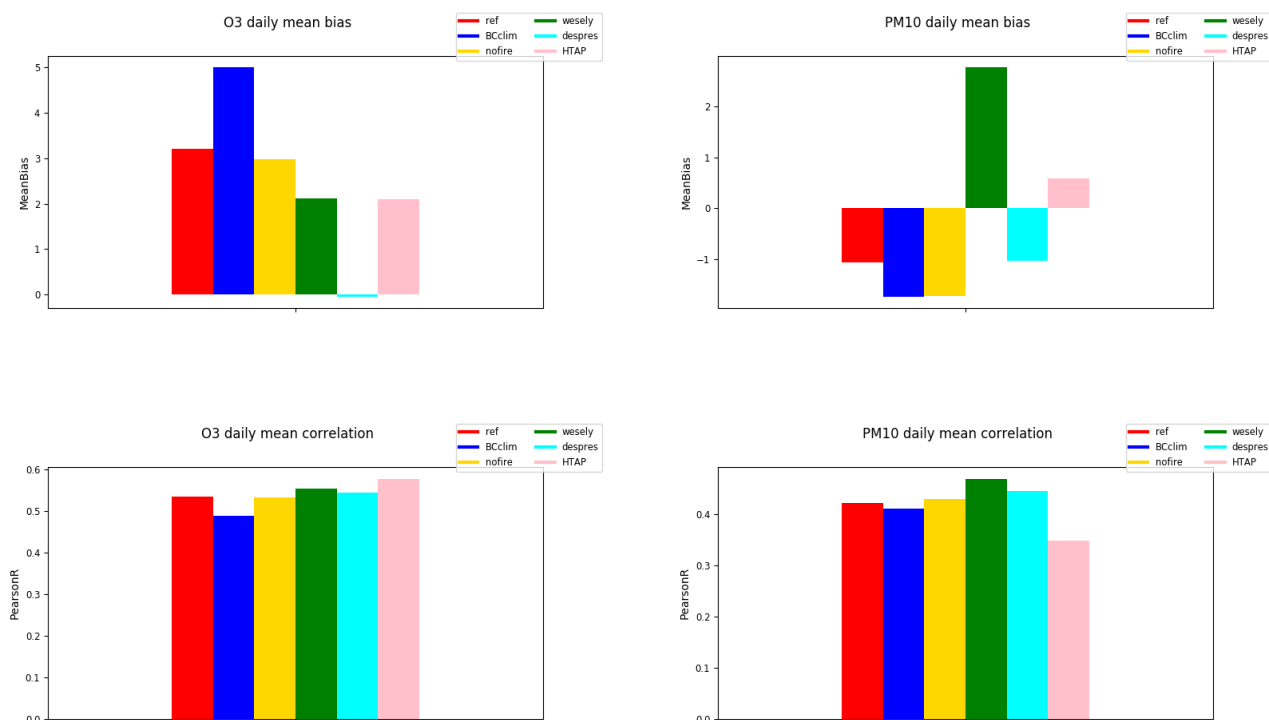 O3 daily mean bias
ref wesely
BCclim despres
nofire HTAP
5
4
3
2
1
0
MeanBias
PM10 daily mean bias
ref wesely
BCclim despres
nofire HTAP
2
1
0
−1
MeanBias
O3 daily mean correlation
ref wesely
BCclim despres
nofire HTAP
0.6
0.5
0.4
0.3
0.2
0.1
0.0
PearsonR
PM10 daily mean correlation
ref wesely
BCclim despres
nofire HTAP
0.4
0.3
0.2
0.1
0.0
PearsonR